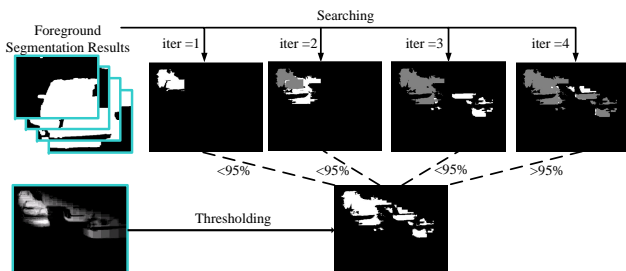 Searching
Foreground
Segmentation Results
iter =1
iter =2
iter =3
iter =4
<95%
<95%
<95%
>95%
Thresholding